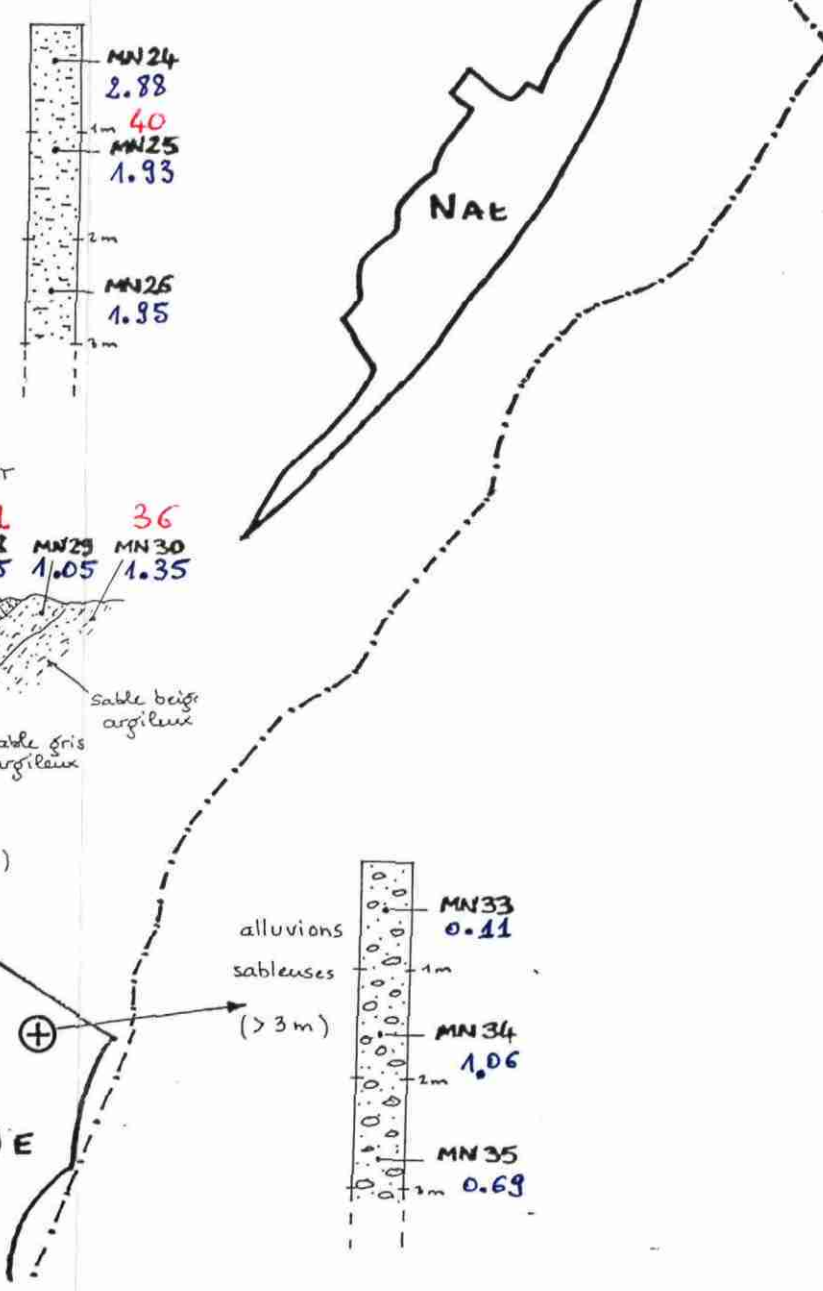 MN24
2.88
1m 40
MN25
1.93
2m
MN26
1.95
3m
NAE
36
MN29 MN30
1.05 1.35
sable beige
argileux
sable gris
argileux
alluvions
sableuses
(>3m)
MN33
0.11
1m
MN34
1.06
2m
MN35
0.69
3m
E